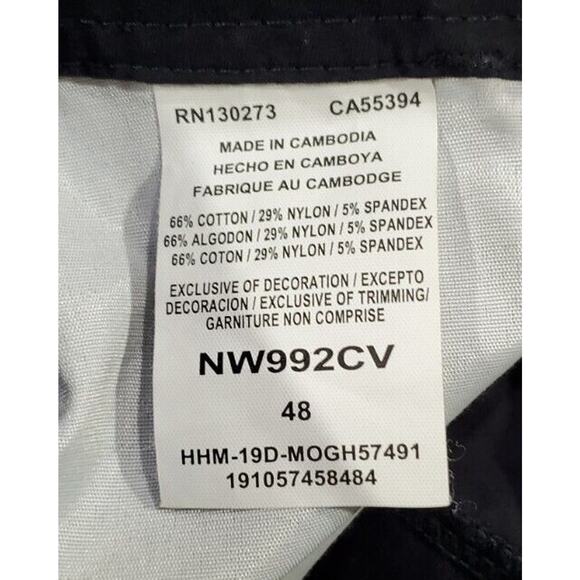 RN130273 CA55394
MADE IN CAMBODIA
HECHO EN CAMBOYA
FABRIQUE AU CAMBODGE
66% COTTON / 29% NYLON / 5% SPANDEX
66% ALGODON / 29% NYLON / 5% SPANDEX
66% COTON / 29% NYLON / 5% SPANDEX
EXCLUSIVE OF DECORATION / EXCEPTO
DECORACION / EXCLUSIVE OF TRIMMING/
GARNITURE NON COMPRISE
NW992CV
48
HHM-19D-MOGH57491
191057458484